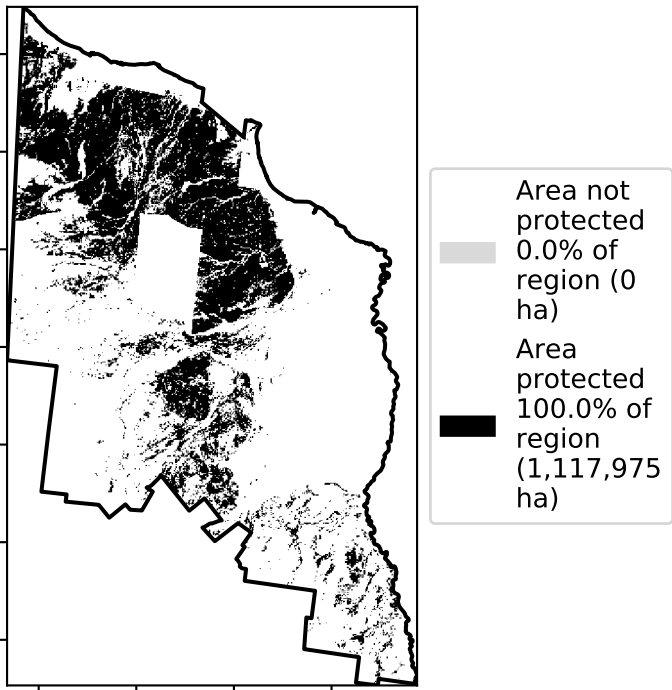 Area not
protected
0.0% of
region (0
ha)
Area
protected
100.0% of
region
(1,117,975
ha)